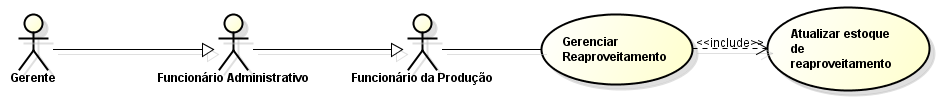 Gerente
Funcionário Administrativo
Funcionário da Produção
Gerenciar
Reaproveitamento
<<include>>
Atualizar estoque
de
reaproveitamento